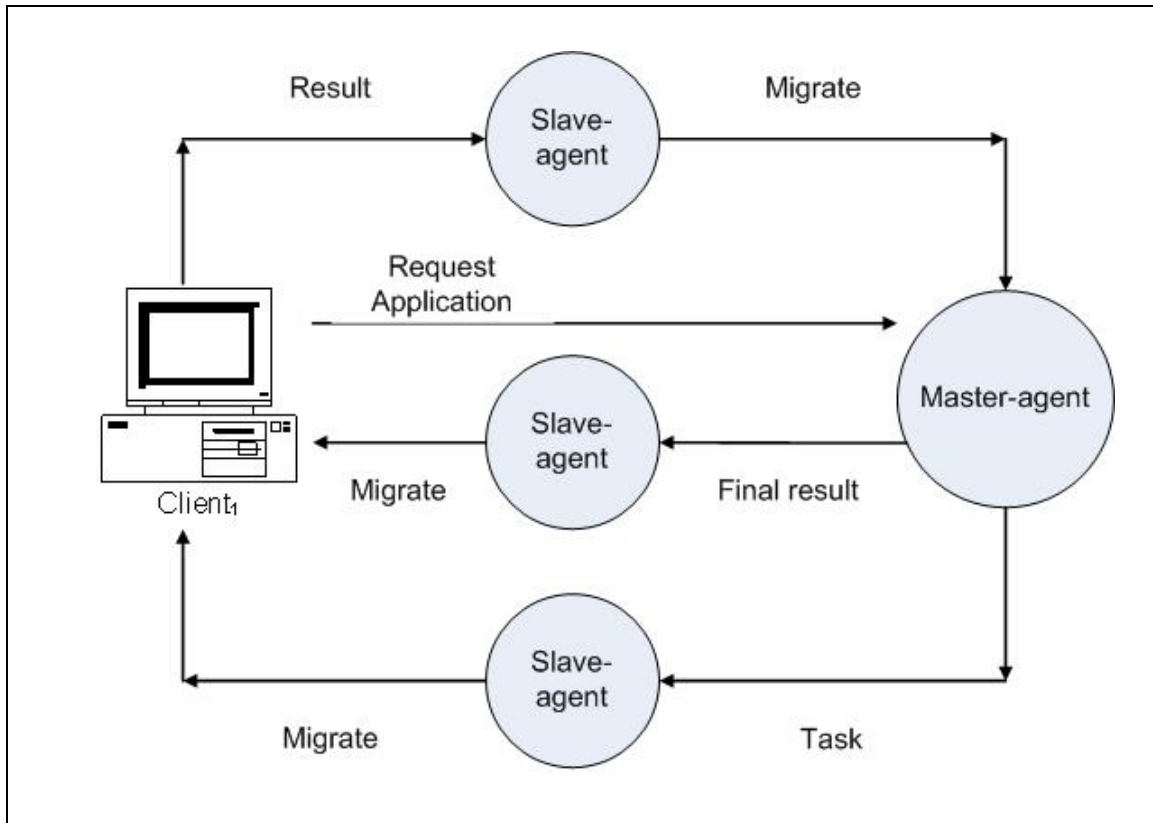 Result
Slave-
agent
Migrate
Request
Application
Master-agent
Slave-
agent
Migrate
Final result
Client₁
Slave-
agent
Migrate
Task